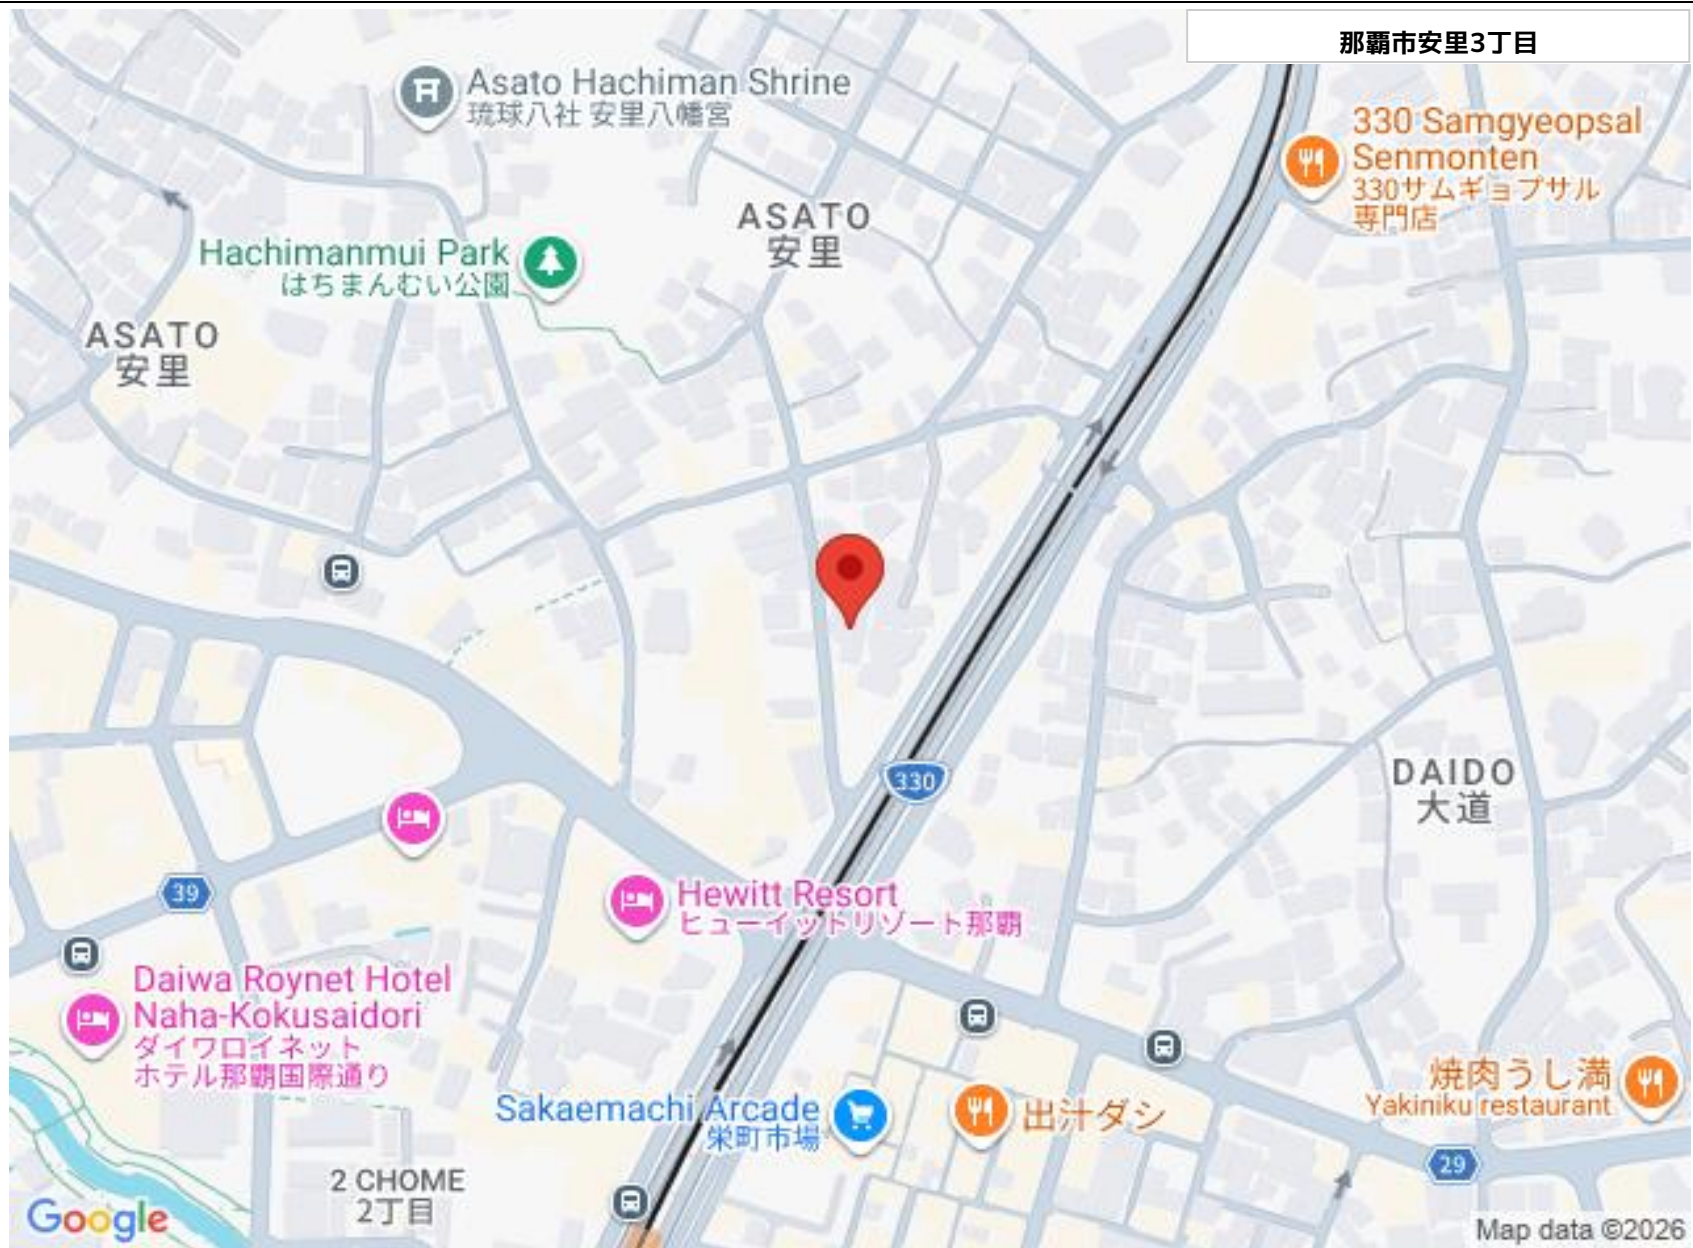 那覇市安里3丁目
Asato Hachiman Shrine
琉球八社 安里八幡宮
330 Samgyeopsal
Senmonten
330サムギョプサル
専門店
ASATO
安里
Hachimanmui Park
はちまんむい公園
ASATO
安里
330
DAIDO
大道
39
Hewitt Resort
ヒューイットリゾート那覇
Daiwa Roynet Hotel
Naha-Kokusaidori
ダイワロイネット
ホテル那覇国際通り
焼肉うし満
Yakiniku restaurant
Sakaemachi Arcade
栄町市場
出汁ダシ
29
2 CHOME
2丁目
Google
Map data ©2026